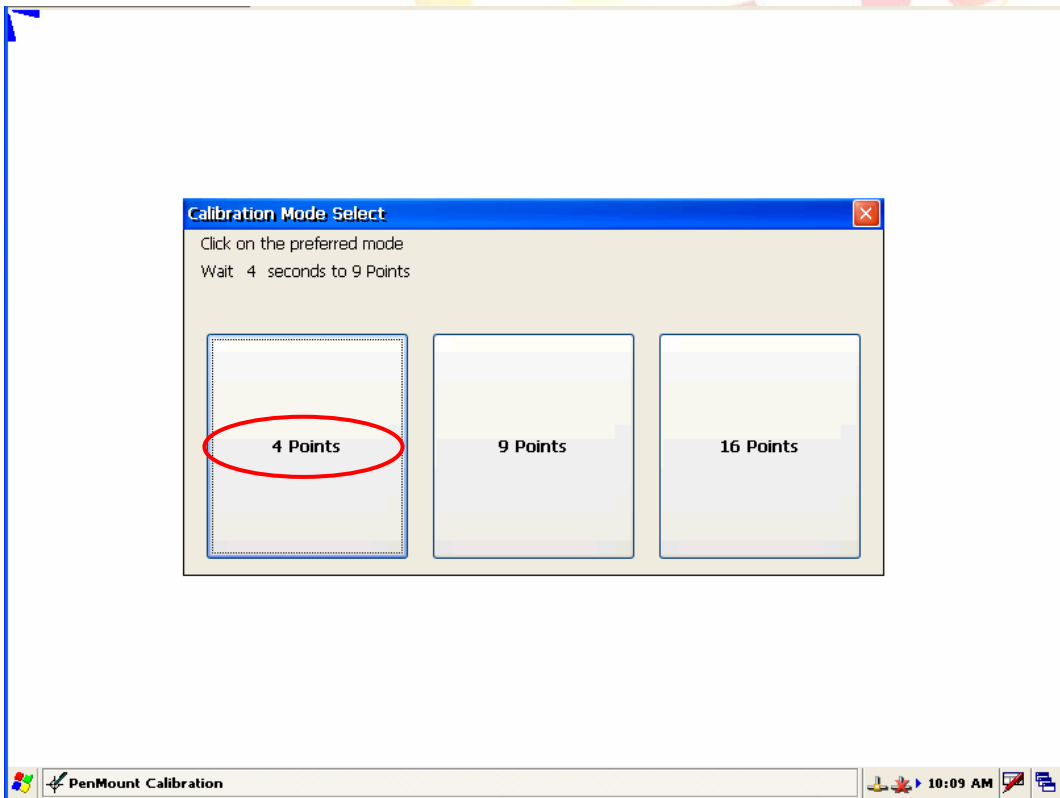 Calibration Mode Select
Click on the preferred mode
Wait 4 seconds to 9 Points
4 Points
9 Points
16 Points
PenMount Calibration
10:09 AM